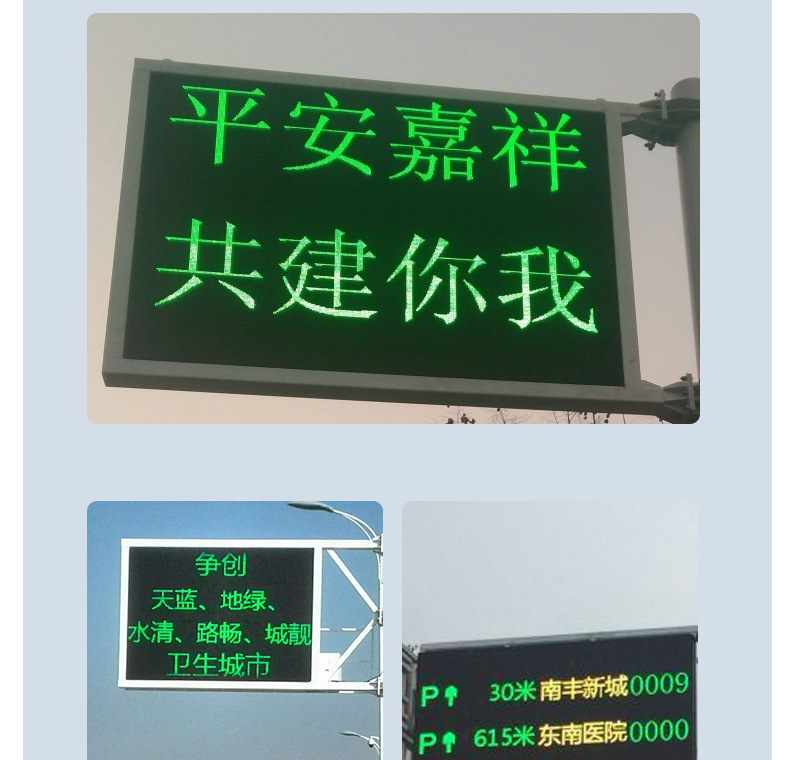 平安嘉祥
共建你我
争创
天蓝、地绿、
水清、路畅、城靓
卫生城市
P 30米 南丰新城 0009
P 615米 东南医院 0000